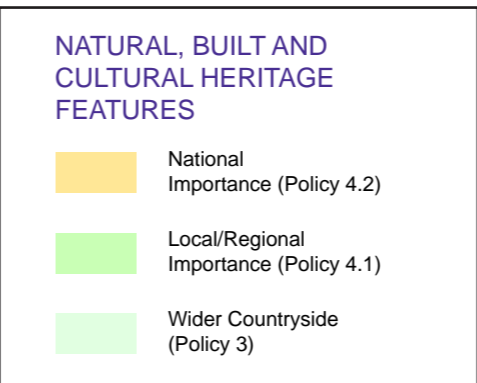 NATURAL, BUILT AND
CULTURAL HERITAGE
FEATURES
National
Importance (Policy 4.2)
Local/Regional
Importance (Policy 4.1)
Wider Countryside
(Policy 3)